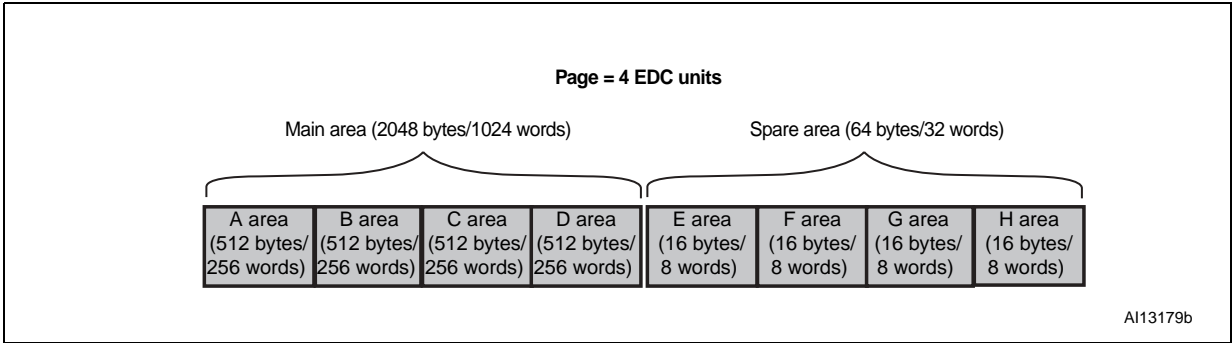 Page = 4 EDC units
Main area (2048 bytes/1024 words)
Spare area (64 bytes/32 words)
A area
(512 bytes/
256 words)
B area
(512 bytes/
256 words)
C area
(512 bytes/
256 words)
D area
(512 bytes/
256 words)
E area
(16 bytes/
8 words)
F area
(16 bytes/
8 words)
G area
(16 bytes/
8 words)
H area
(16 bytes/
8 words)
AI13179b